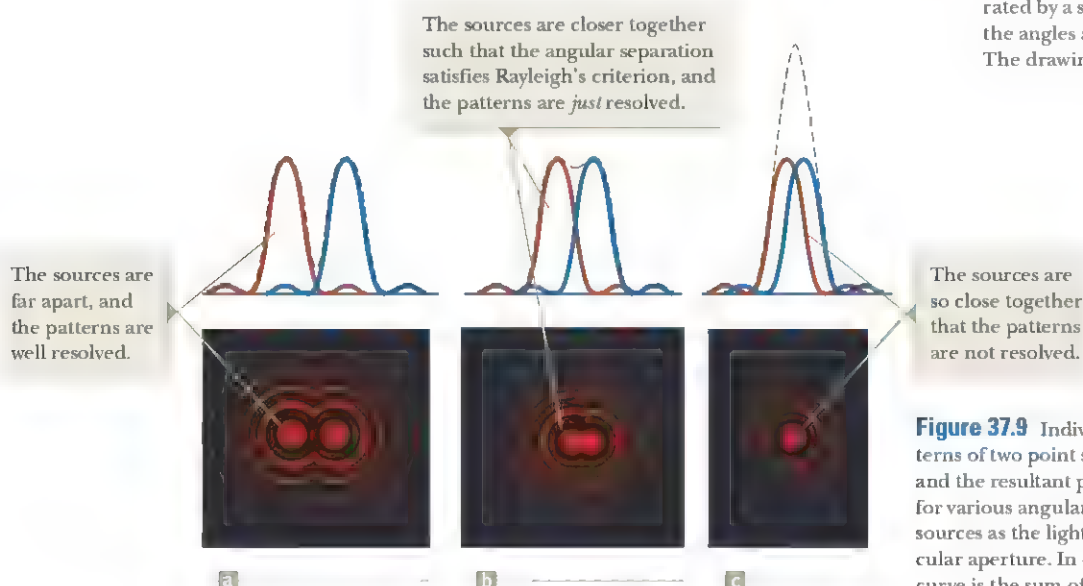 The sources are closer together
such that the angular separation
satisfies Rayleigh's criterion, and
the patterns are just resolved.
rated by a s
the angles a
The drawin
The sources are
far apart, and
the patterns are
well resolved.
The sources are
so close together
that the patterns
are not resolved.
a
b
c
Figure 37.9 Indiv
terns of two point s
and the resultant p
for various angular
sources as the light
cular aperture. In
curve is the sum of